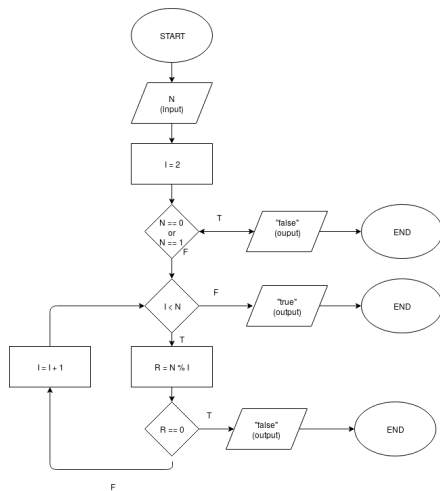 START
N
(input)
I = 2
N == 0
or
N == 1
T
"false"
(ouput)
END
F
I < N
F
"true"
(output)
END
T
I = I + 1
R = N % I
R == 0
T
"false"
(output)
END
F